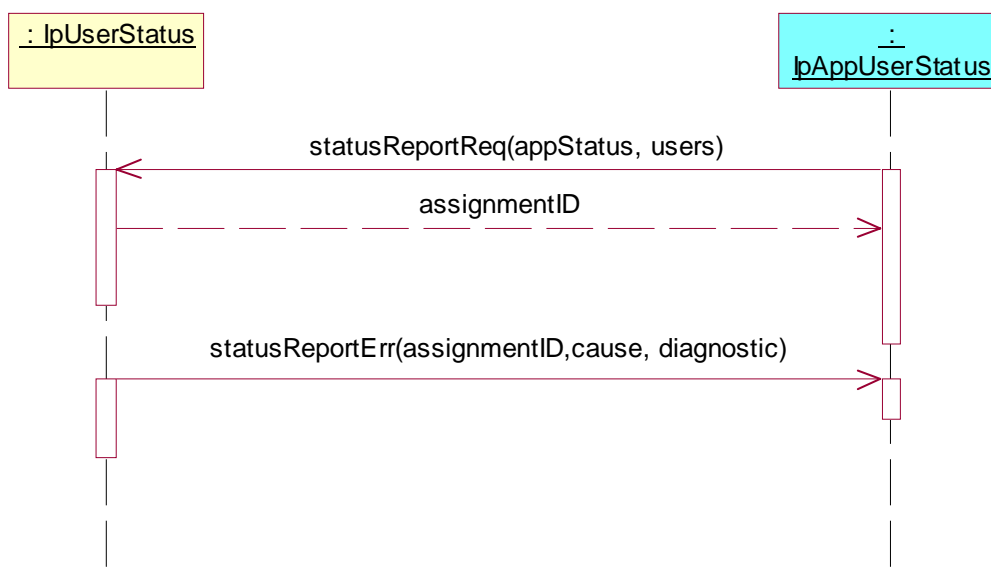 : IpUserStatus
:
IpAppUserStatus
statusReportReq(appStatus, users)
assignmentID
statusReportErr(assignmentID,cause, diagnostic)